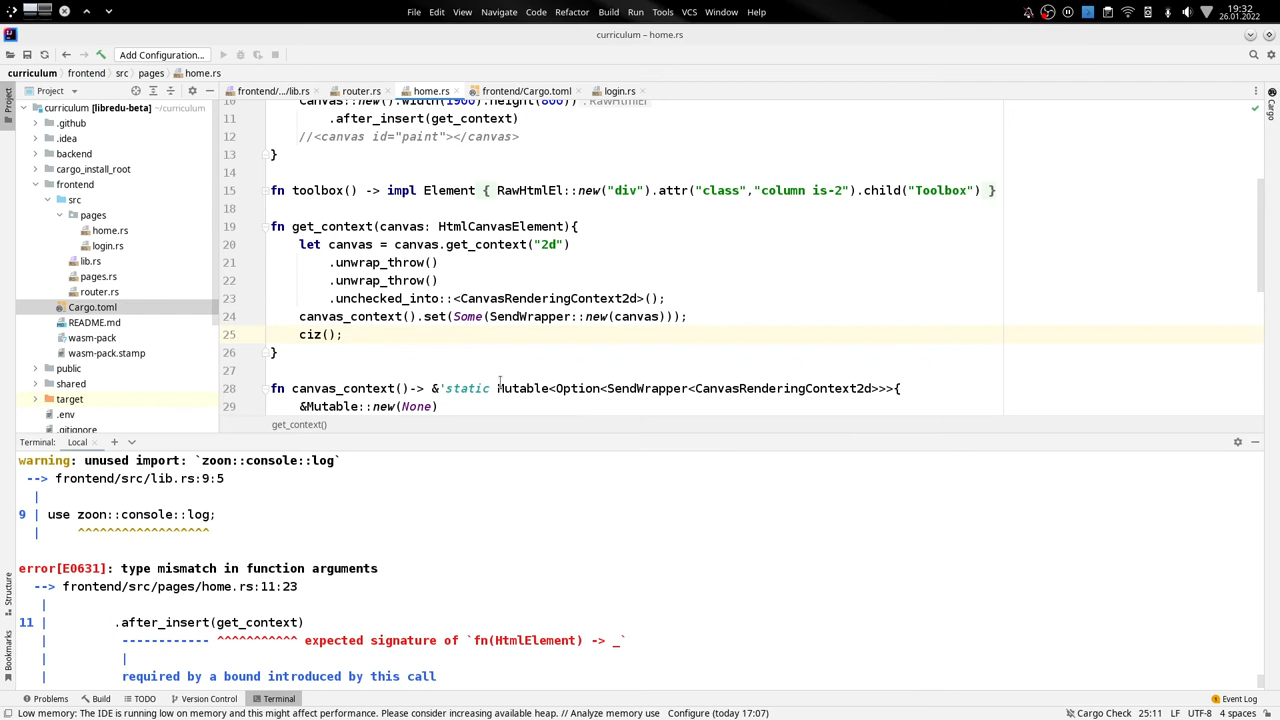 File Edit View Navigate Code Refactor Build Run Tools VCS Window Help
19:32
26.01.2022
curriculum – home.rs
Add Configuration...
curriculum frontend src pages home.rs
Project
frontend/.../lib.rs router.rs home.rs frontend/Cargo.toml login.rs
Project
Cargo
curriculum [libredu-beta] ~/curriculum
.github
.idea
backend
cargo_install_root
frontend
src
pages
home.rs
login.rs
lib.rs
pages.rs
router.rs
Cargo.toml
README.md
wasm-pack
wasm-pack.stamp
public
shared
target
.env
.gitignore
10 Canvas::new().width(1900).height(800) : RawHtmlEl
11 .after_insert(get_context)
12 //<canvas id="paint"></canvas>
13 }
14
15 fn toolbox() -> impl Element { RawHtmlEl::new("div").attr("class","column is-2").child("Toolbox") }
18
19 fn get_context(canvas: HtmlCanvasElement){
20 let canvas = canvas.get_context("2d")
21 .unwrap_throw()
22 .unwrap_throw()
23 .unchecked_into::<CanvasRenderingContext2d>();
24 canvas_context().set(Some(SendWrapper::new(canvas)));
25 ciz();
26 }
27
28 fn canvas_context()-> &'static Mutable<Option<SendWrapper<CanvasRenderingContext2d>>>{
29 &Mutable::new(None)
get_context()
Terminal: Local
warning: unused import: `zoon::console::log`
--> frontend/src/lib.rs:9:5
|
9 | use zoon::console::log;
| ^^^^^^^^^^^^^^^^^^
error[E0631]: type mismatch in function arguments
--> frontend/src/pages/home.rs:11:23
|
11 | .after_insert(get_context)
| ------------ ^^^^^^^^^^^ expected signature of `fn(HtmlElement) -> _`
| |
| required by a bound introduced by this call
Structure
Bookmarks
Problems Build TODO Version Control Terminal Event Log
Low memory: The IDE is running low on memory and this might affect performance. Please consider increasing available heap. // Analyze memory use Configure (today 17:07) Cargo Check 25:11 LF UTF-8 4 spaces